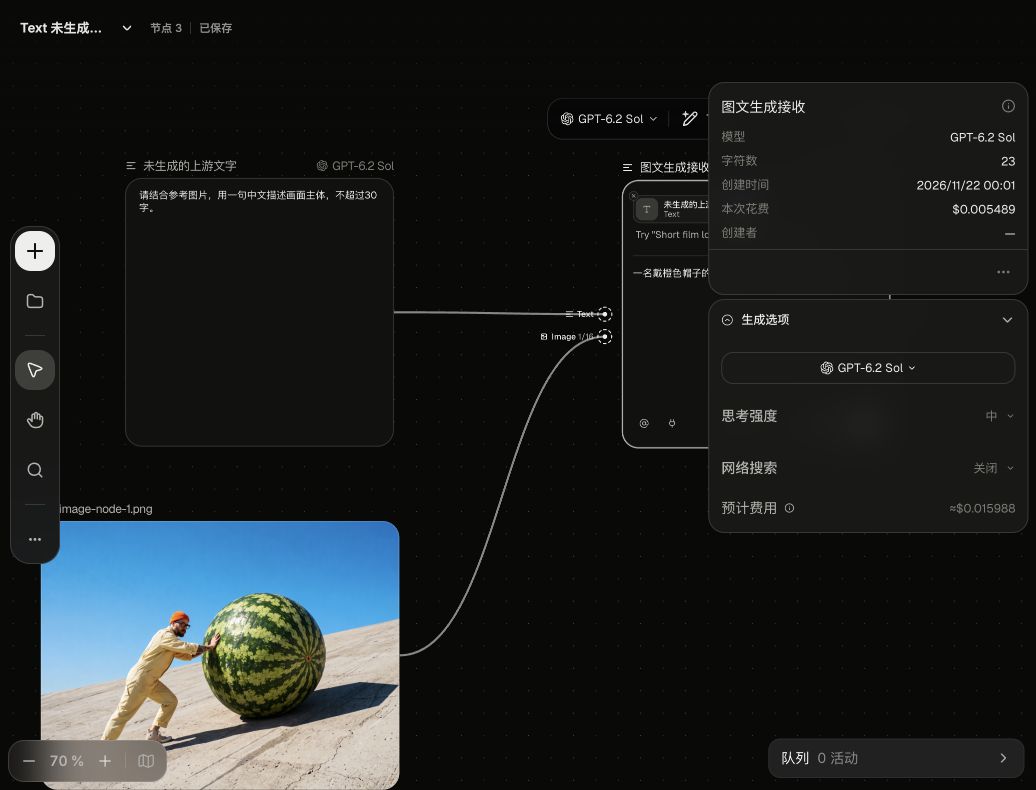 Text 未生成...
节点 3
已保存
GPT-6.2 Sol
未生成的上游文字
GPT-6.2 Sol
请结合参考图片，用一句中文描述画面主体，不超过30
字。
图文生成接收
T
未生成的上
Text
Try "Short film
一名戴橙色帽子的
Text
Image 1/16
@
image-node-1.png
图文生成接收
模型
GPT-6.2 Sol
字符数
23
创建时间
2026/11/22 00:01
本次花费
$0.005489
创建者
—
生成选项
GPT-6.2 Sol
思考强度
中
网络搜索
关闭
预计费用
≈$0.015988
70 %
队列 0 活动